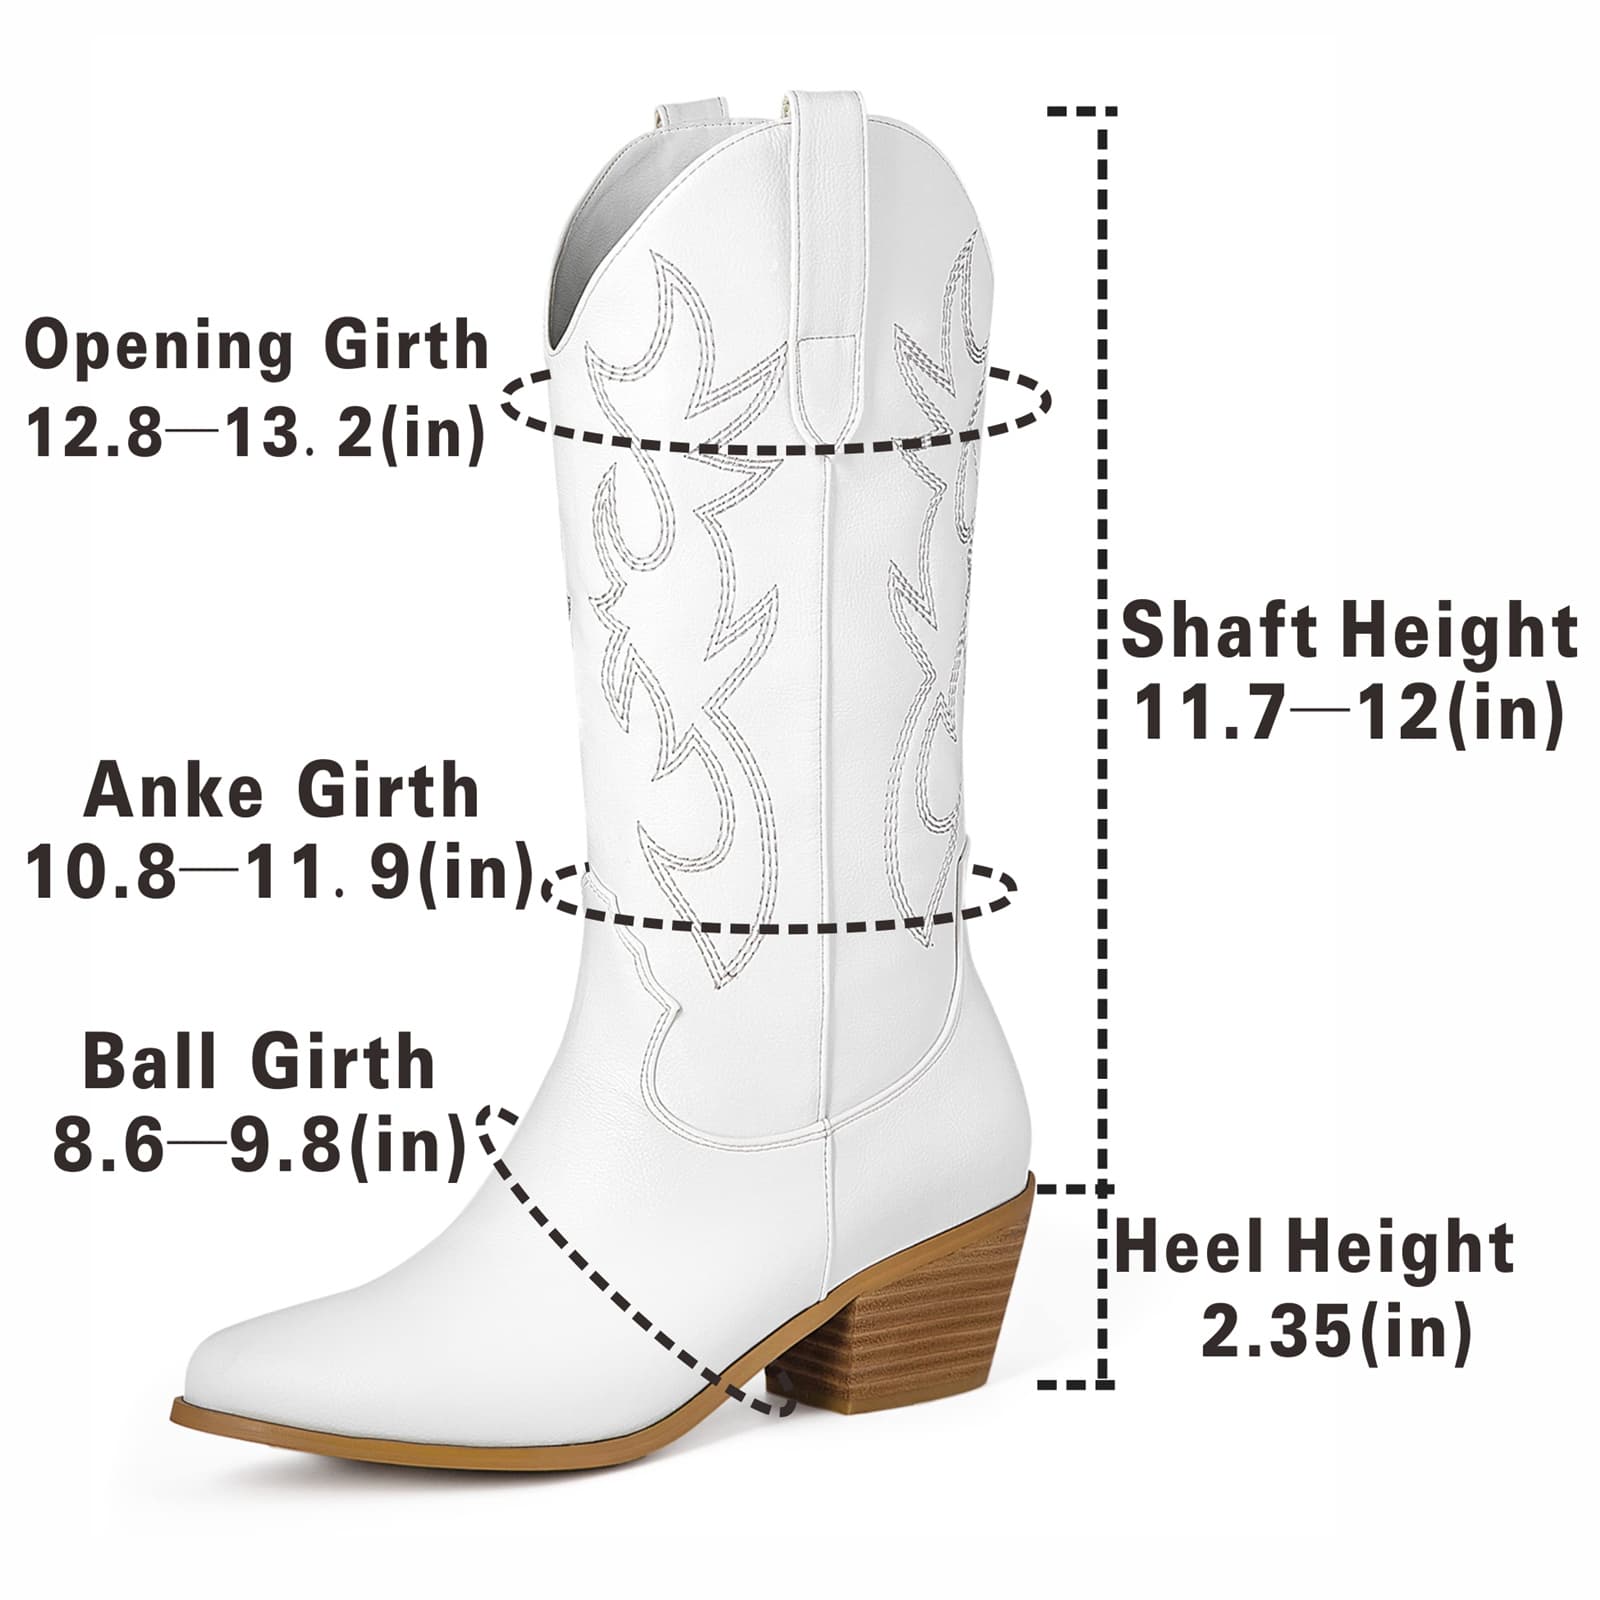 Opening Girth
12.8—13. 2(in)
Shaft Height
11.7—12(in)
Anke Girth
10.8—11. 9(in)
Ball Girth
8.6—9.8(in)
Heel Height
2.35(in)